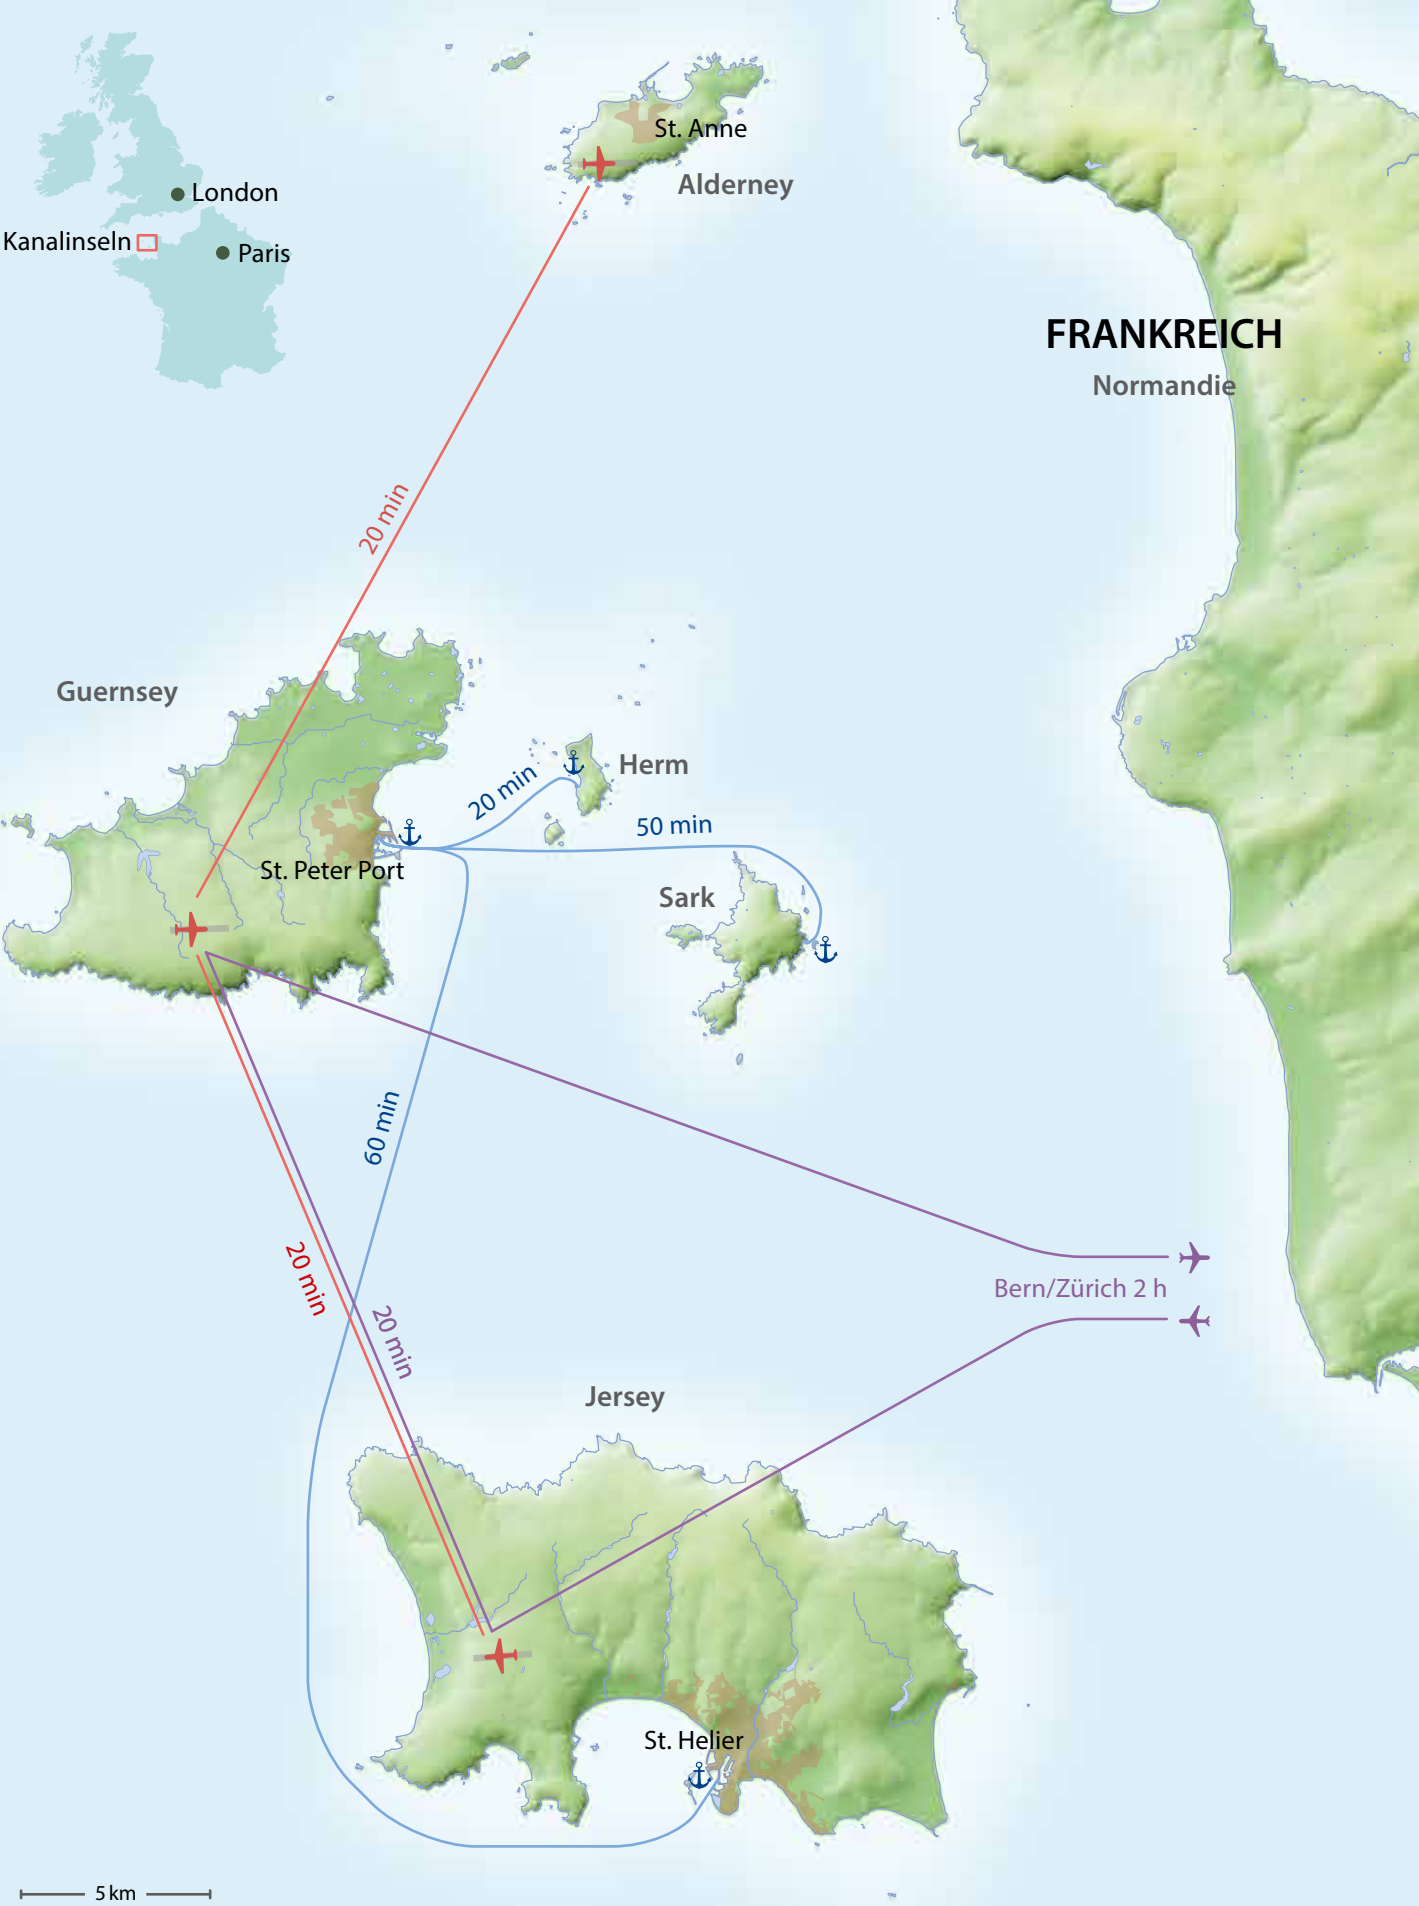 St. Anne
Alderney
London
Kanalinseln
Paris
FRANKREICH
Normandie
20 min
Guernsey
Herm
20 min
50 min
St. Peter Port
Sark
60 min
20 min
20 min
Bern/Zürich 2 h
Jersey
St. Helier
5 km